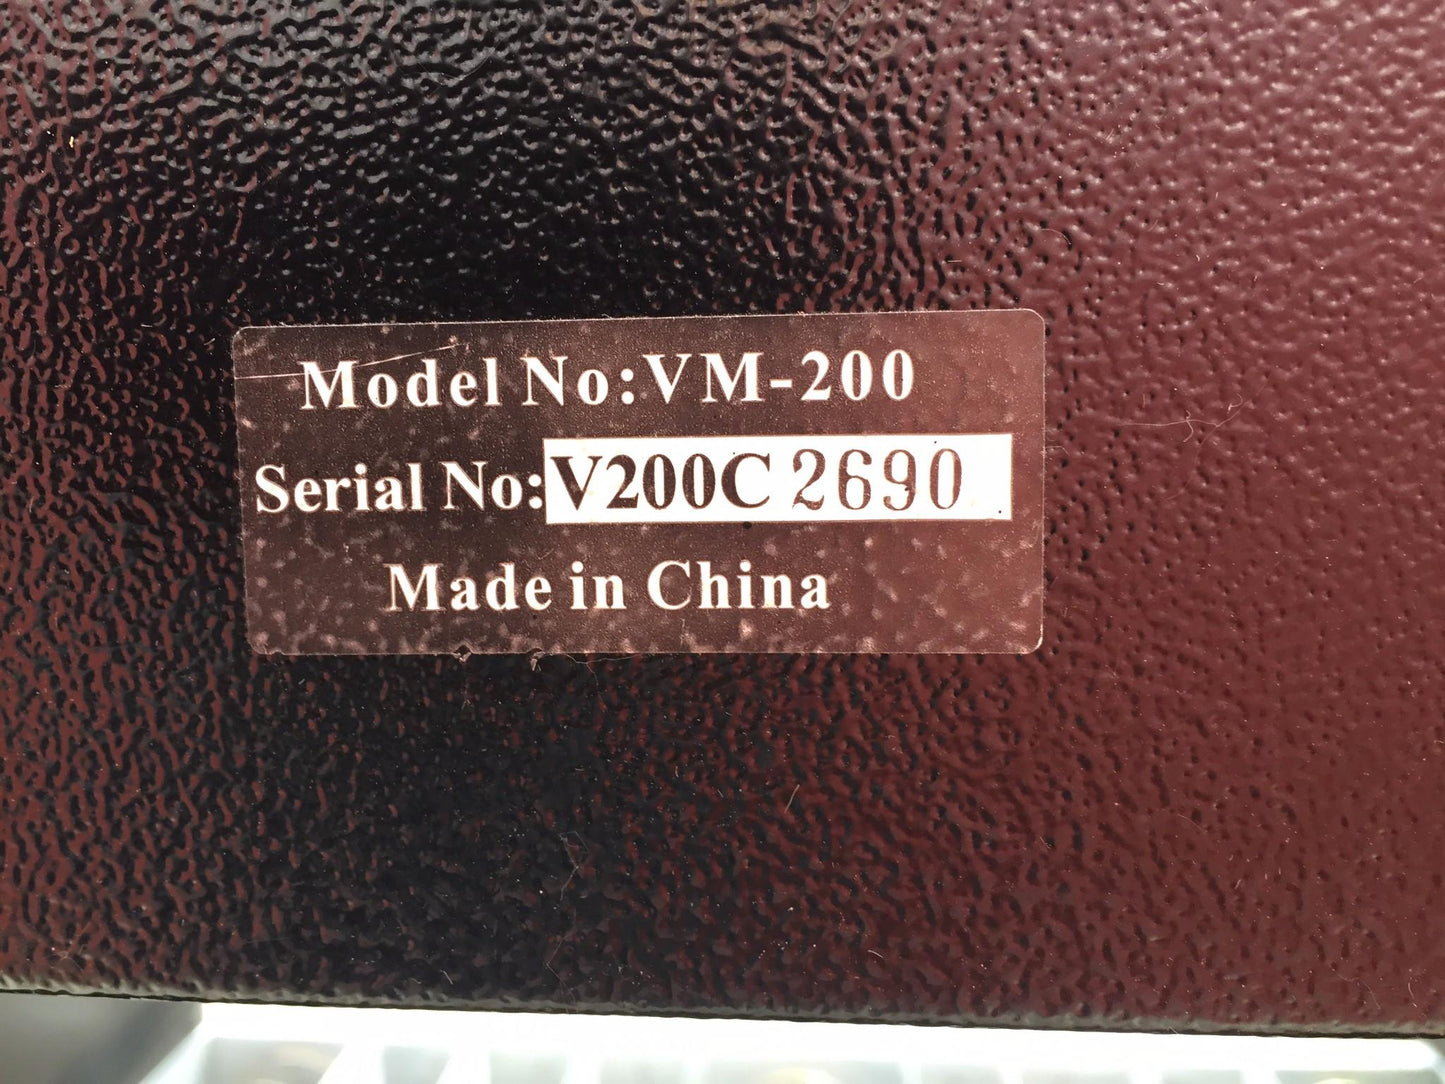 Model No:VM-200
Serial No:V200C 2690
Made in China